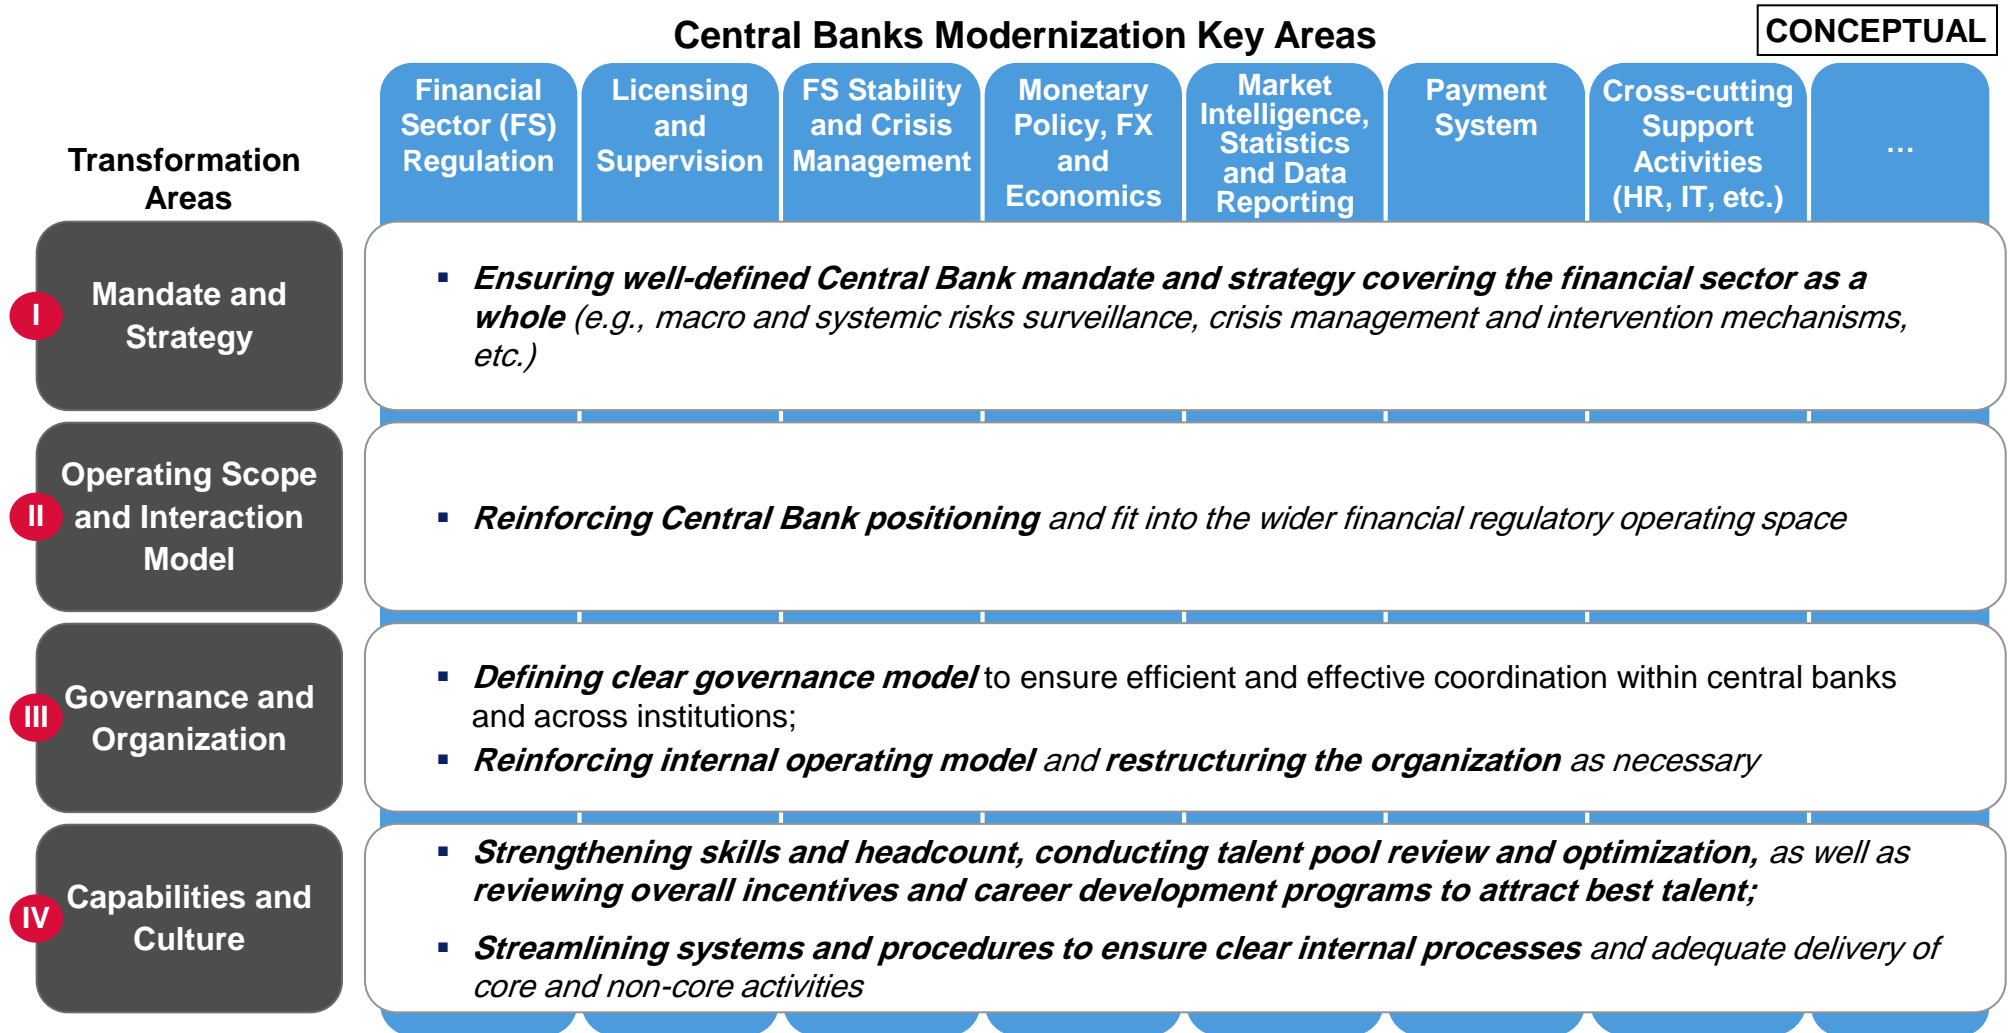 Central Banks Modernization Key Areas
CONCEPTUAL
Financial
Sector (FS)
Regulation
Licensing
and
Supervision
FS Stability
and Crisis
Management
Monetary
Policy, FX
and
Economics
Market
Intelligence,
Statistics
and Data
Reporting
Payment
System
Cross-cutting
Support
Activities
(HR, IT, etc.)
...
Transformation
Areas
I
Mandate and
Strategy
▪ Ensuring well-defined Central Bank mandate and strategy covering the financial sector as a
whole (e.g., macro and systemic risks surveillance, crisis management and intervention mechanisms,
etc.)
II
Operating Scope
and Interaction
Model
▪ Reinforcing Central Bank positioning and fit into the wider financial regulatory operating space
III
Governance and
Organization
▪ Defining clear governance model to ensure efficient and effective coordination within central banks
and across institutions;
▪ Reinforcing internal operating model and restructuring the organization as necessary
IV
Capabilities and
Culture
▪ Strengthening skills and headcount, conducting talent pool review and optimization, as well as
reviewing overall incentives and career development programs to attract best talent;
▪ Streamlining systems and procedures to ensure clear internal processes and adequate delivery of
core and non-core activities